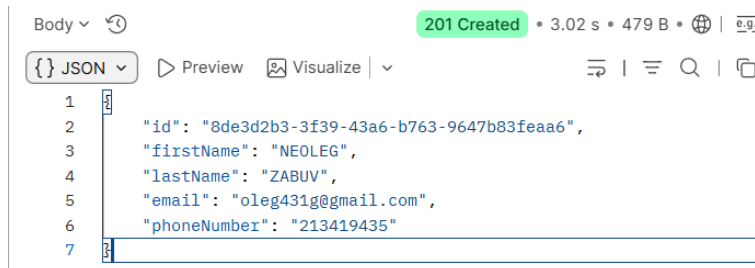 Body
201 Created • 3.02 s • 479 B •
{ } JSON Preview Visualize
1 {
2 "id": "8de3d2b3-3f39-43a6-b763-9647b83feaa6",
3 "firstName": "NEOLEG",
4 "lastName": "ZABUV",
5 "email": "oleg431g@gmail.com",
6 "phoneNumber": "213419435"
7 }